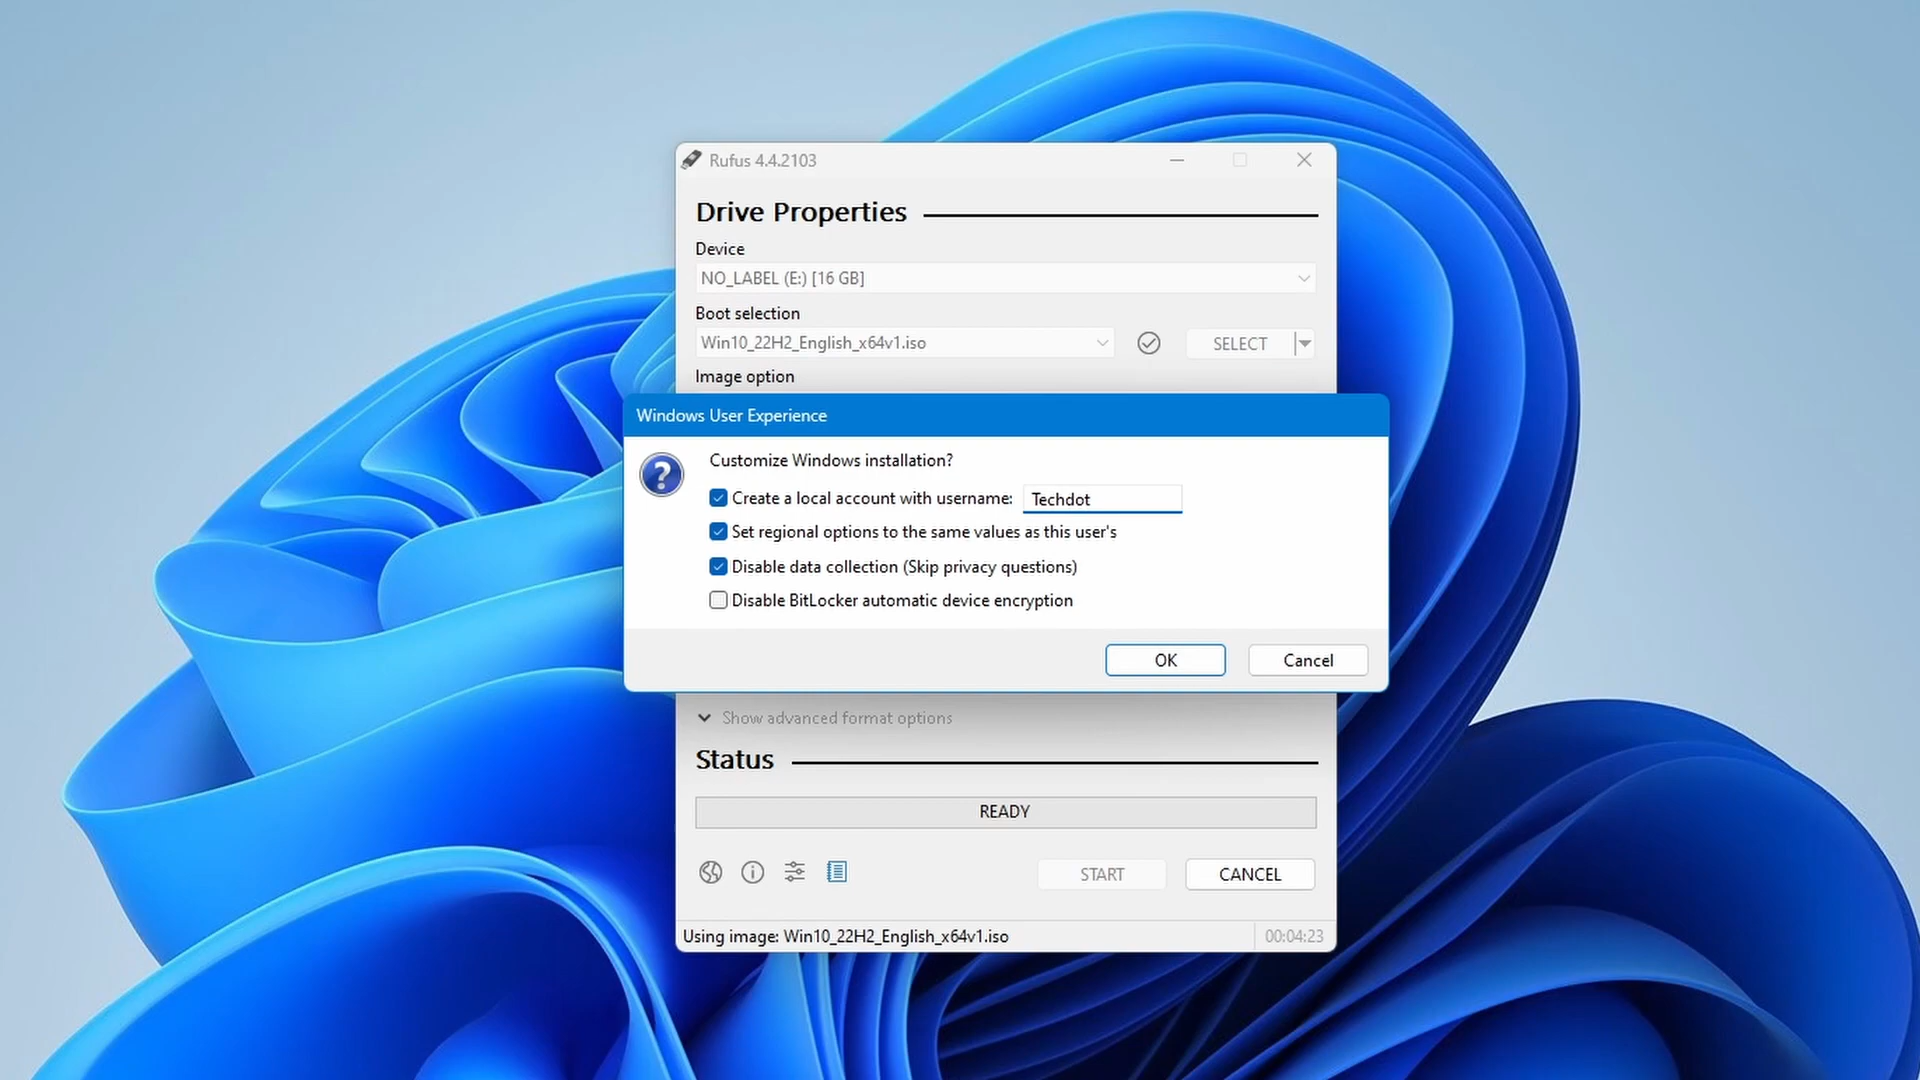 Rufus 4.4.2103
Drive Properties
Device
NO_LABEL (E:) [16 GB]
Boot selection
Win10_22H2_English_x64v1.iso
SELECT
Image option
Windows User Experience
Customize Windows installation?
Create a local account with username: Techdot
Set regional options to the same values as this user's
Disable data collection (Skip privacy questions)
Disable BitLocker automatic device encryption
OK Cancel
Show advanced format options
Status
READY
START CANCEL
Using image: Win10_22H2_English_x64v1.iso 00:04:23